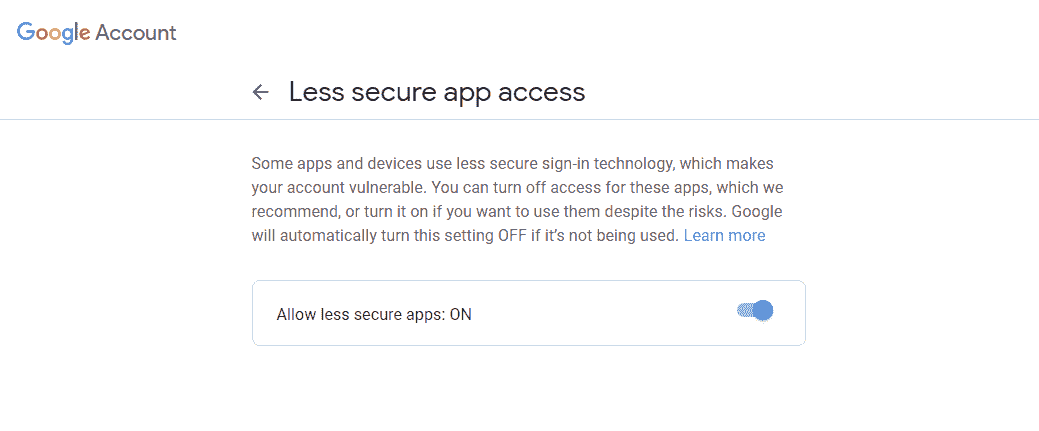 Google Account
Less secure app access
Some apps and devices use less secure sign-in technology, which makes
your account vulnerable. You can turn off access for these apps, which we
recommend, or turn it on if you want to use them despite the risks. Google
will automatically turn this setting OFF if it’s not being used. Learn more
Allow less secure apps: ON